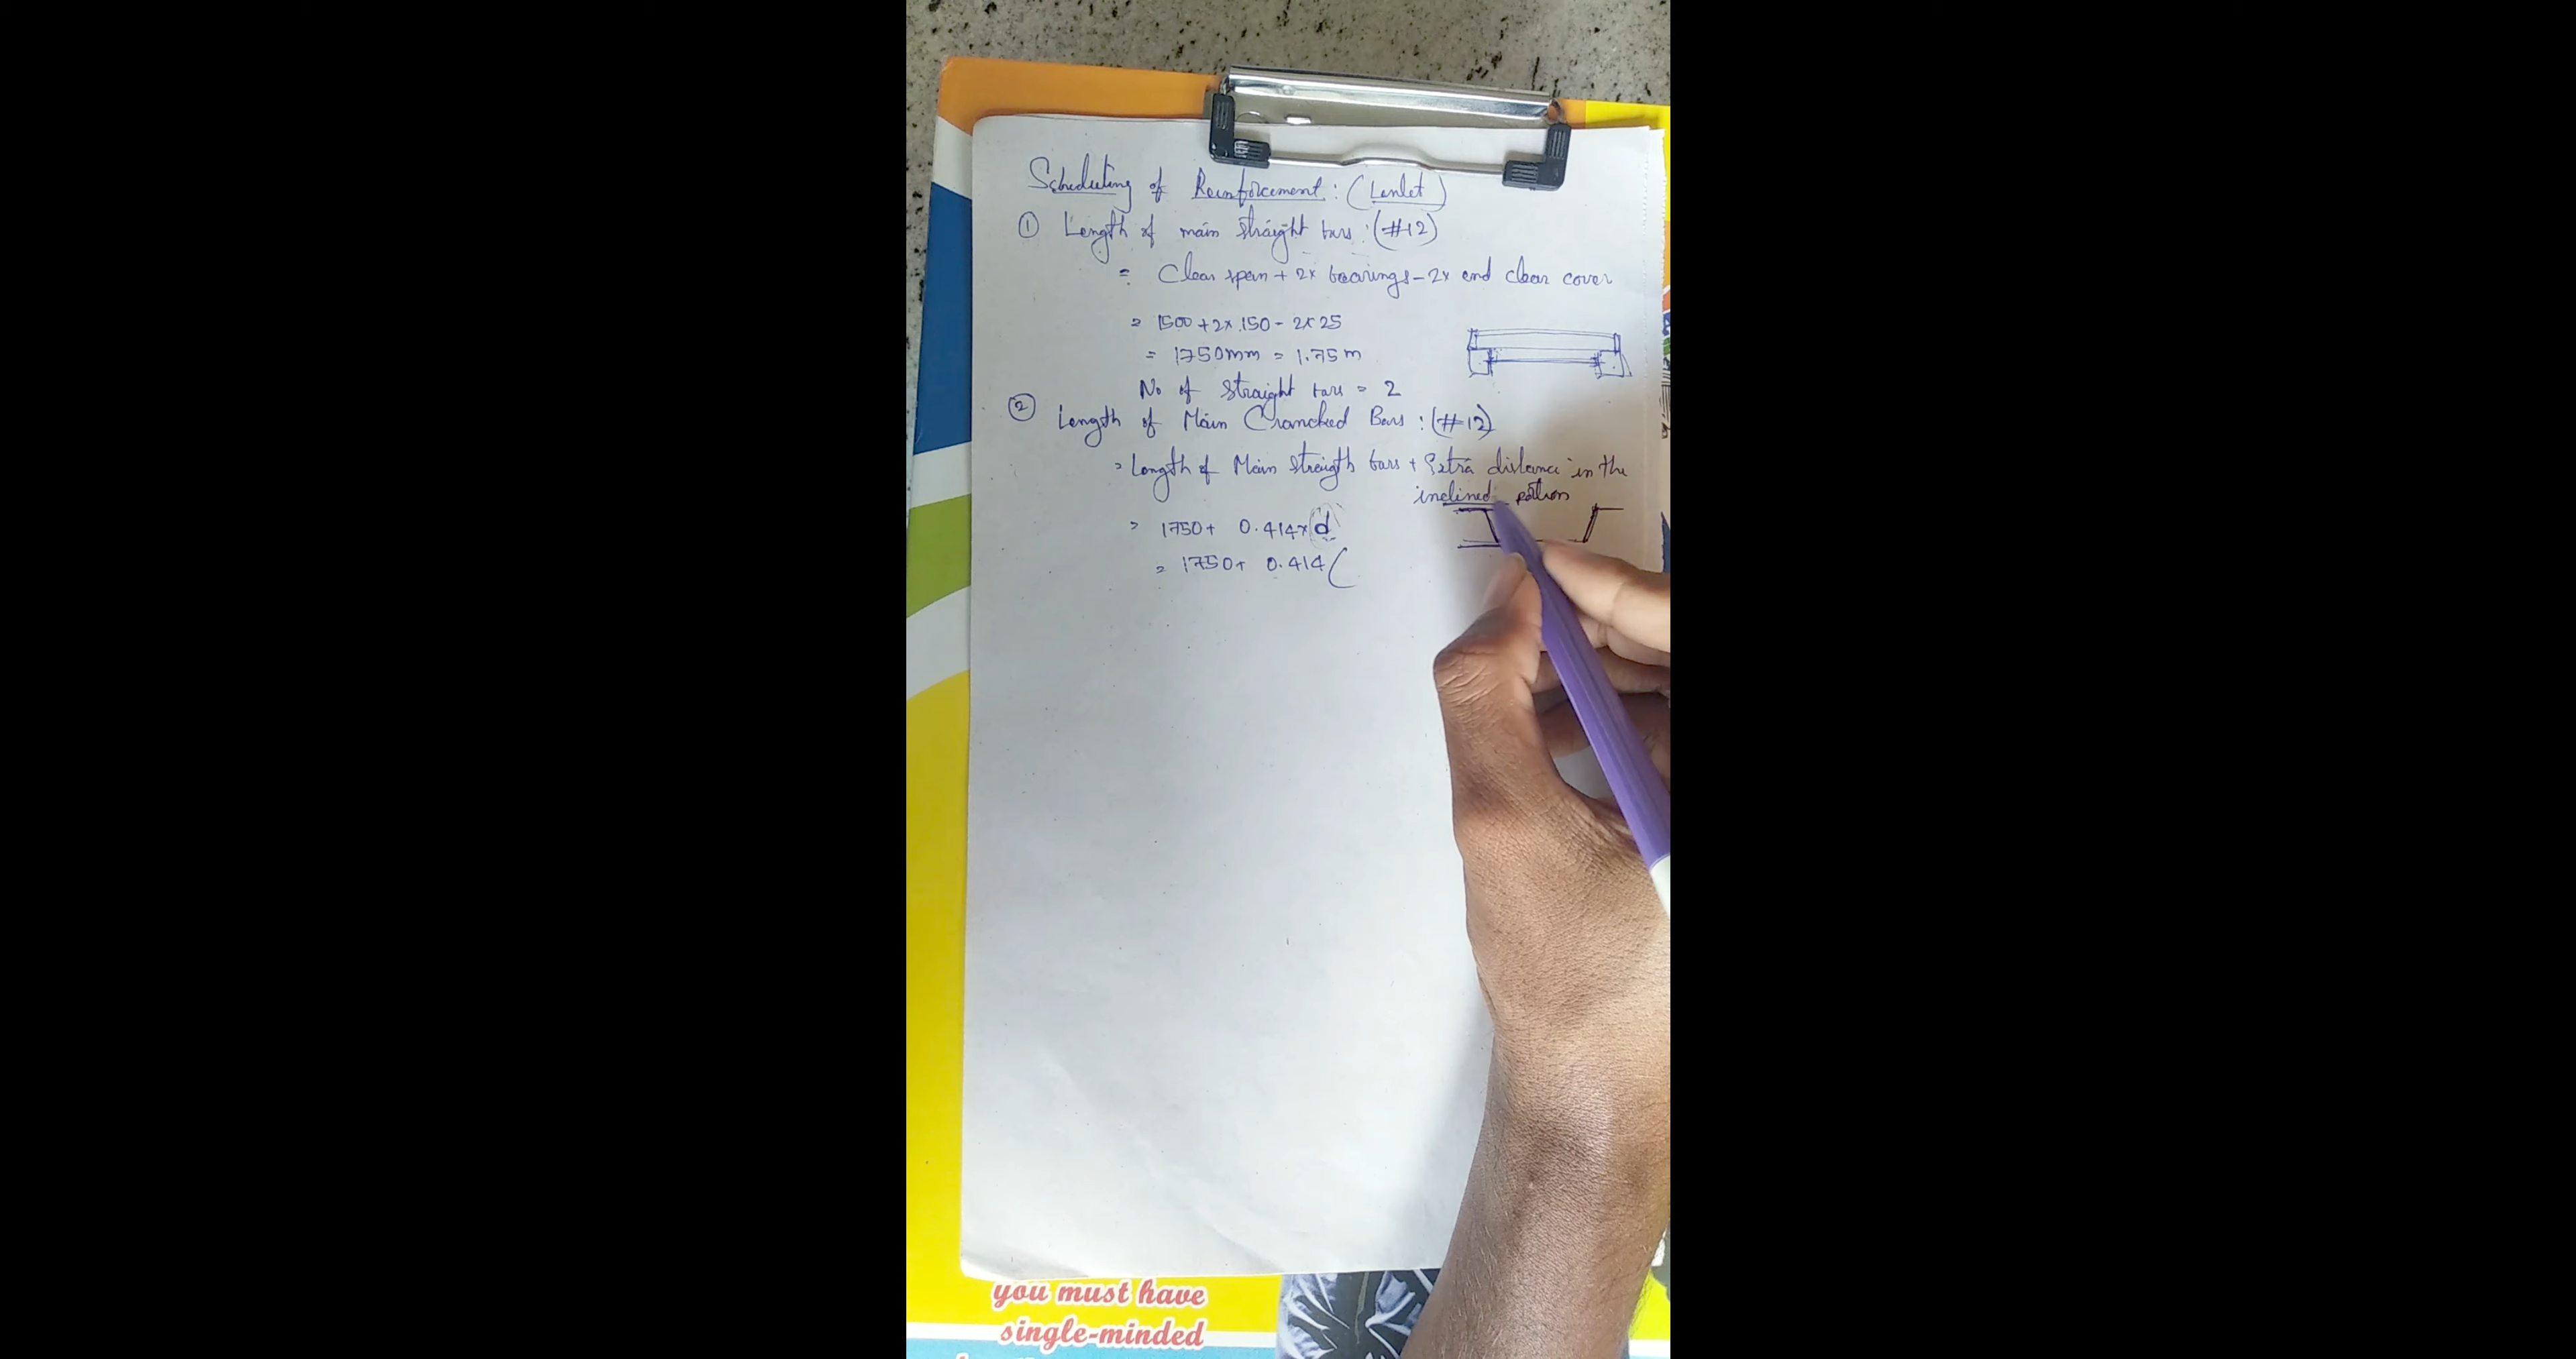 Scheduling of Reinforcement: (Lentet)
① Length of main straight bars: (#12)
= Clear span + 2x bearings - 2x end clear cover
= 1500 + 2x 150 - 2x 25
= 1750mm = 1.75m
No of Straight bars = 2
② Length of Main Crancked Bars: (#12)
= Length of Main straigth bars + Extra distance in the
inclined portion
= 1750 + 0.414 x d
= 1750 + 0.414 (
you must have
single-minded